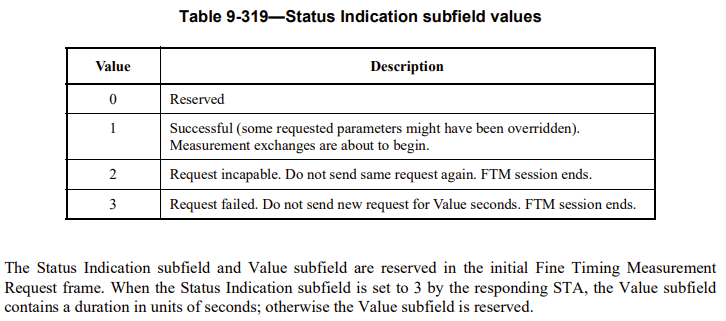 Table 9-319—Status Indication subfield values
Value Description
0 Reserved
1 Successful (some requested parameters might have been overridden).
Measurement exchanges are about to begin.
2 Request incapable. Do not send same request again. FTM session ends.
3 Request failed. Do not send new request for Value seconds. FTM session ends.
The Status Indication subfield and Value subfield are reserved in the initial Fine Timing Measurement
Request frame. When the Status Indication subfield is set to 3 by the responding STA, the Value subfield
contains a duration in units of seconds; otherwise the Value subfield is reserved.